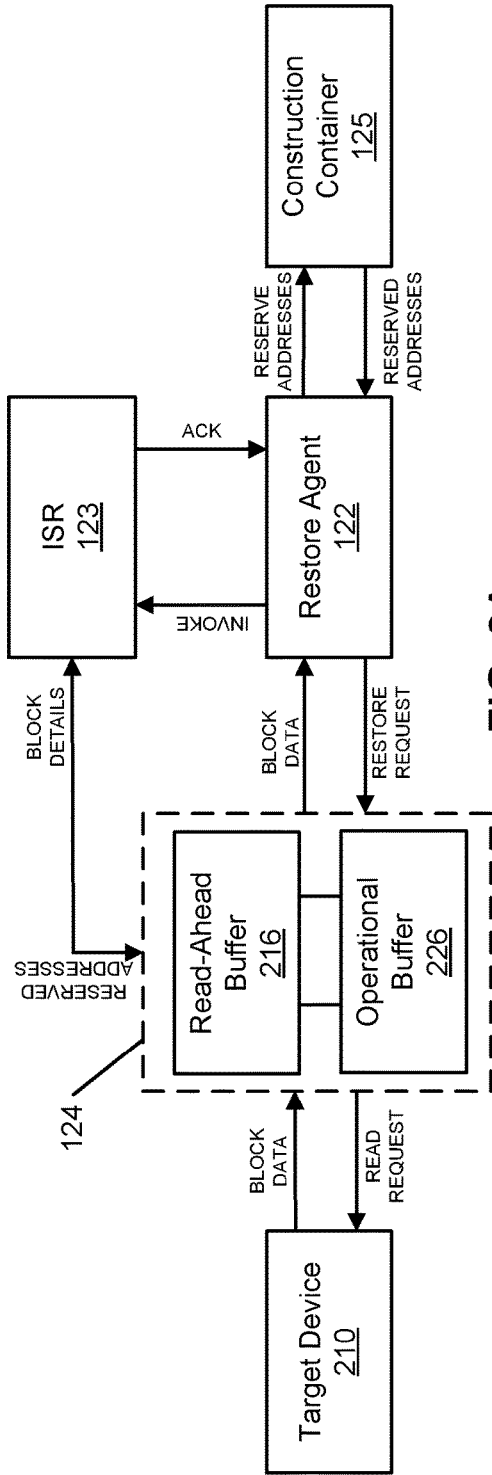 124
RESERVED
ADDRESSES
BLOCK
DETAILS
ISR
123
INVOKE
ACK
Target Device
210
BLOCK
DATA
READ
REQUEST
Read-Ahead
Buffer
216
Operational
Buffer
226
BLOCK
DATA
RESTORE
REQUEST
Restore Agent
122
RESERVE
ADDRESSES
RESERVED
ADDRESSES
Construction
Container
125
FIG.